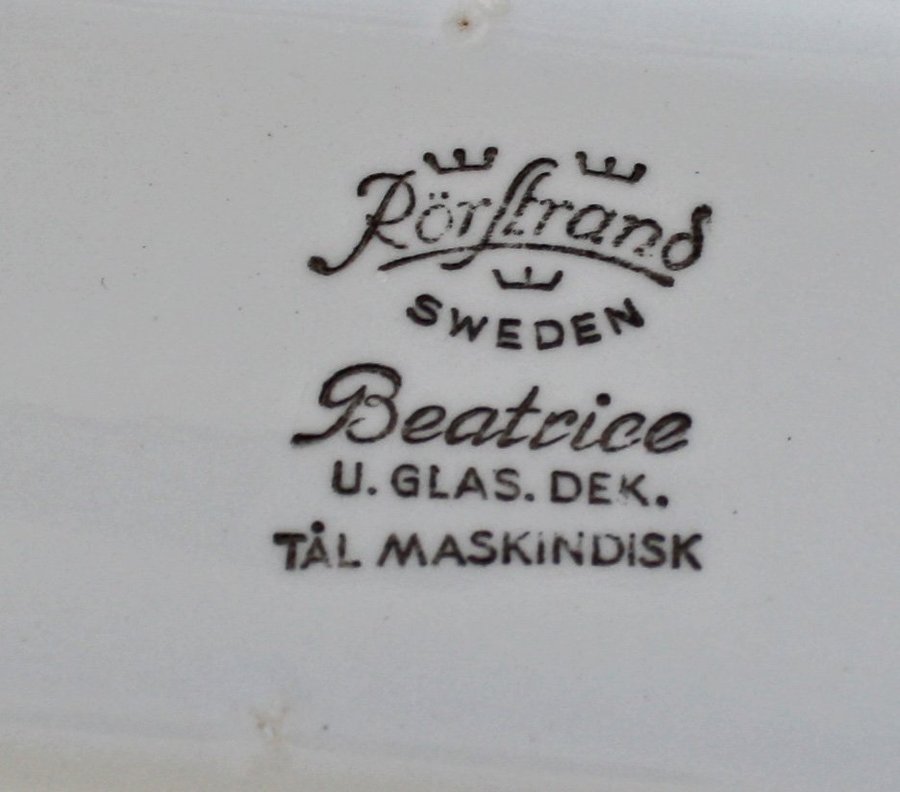 Rörstrand
SWEDEN
Beatrice
U. GLAS. DEK.
TÅL MASKINDISK